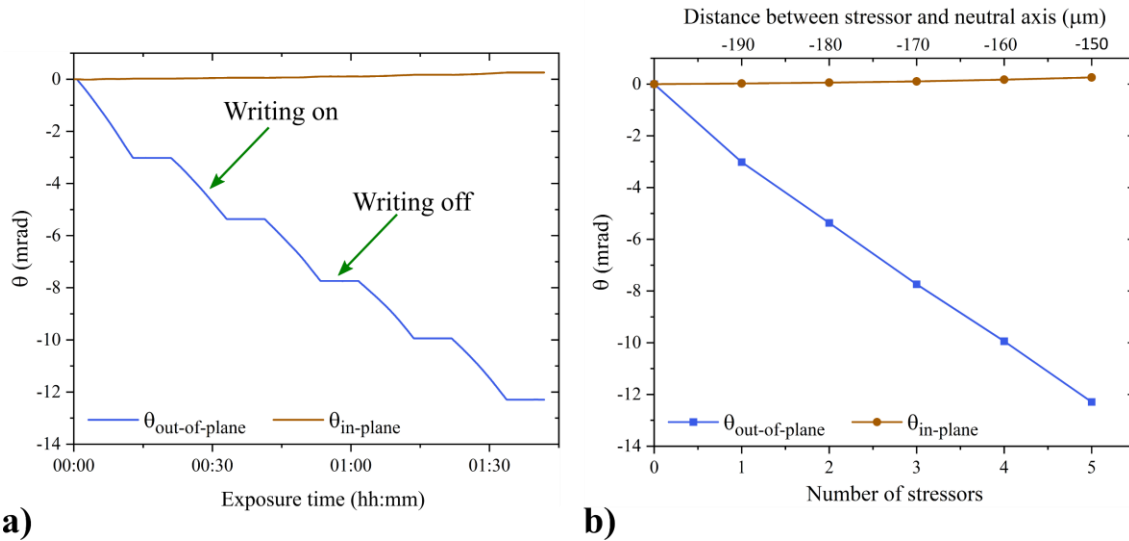 0
-2
-4
-6
-8
-10
-12
-14
θ (mrad)
Writing on
Writing off
θout-of-plane θin-plane
00:00 00:30 01:00 01:30
Exposure time (hh:mm)
a)
Distance between stressor and neutral axis (μm)
-190 -180 -170 -160 -150
0
-2
-4
-6
-8
-10
-12
-14
θ (mrad)
θout-of-plane θin-plane
0 1 2 3 4 5
Number of stressors
b)